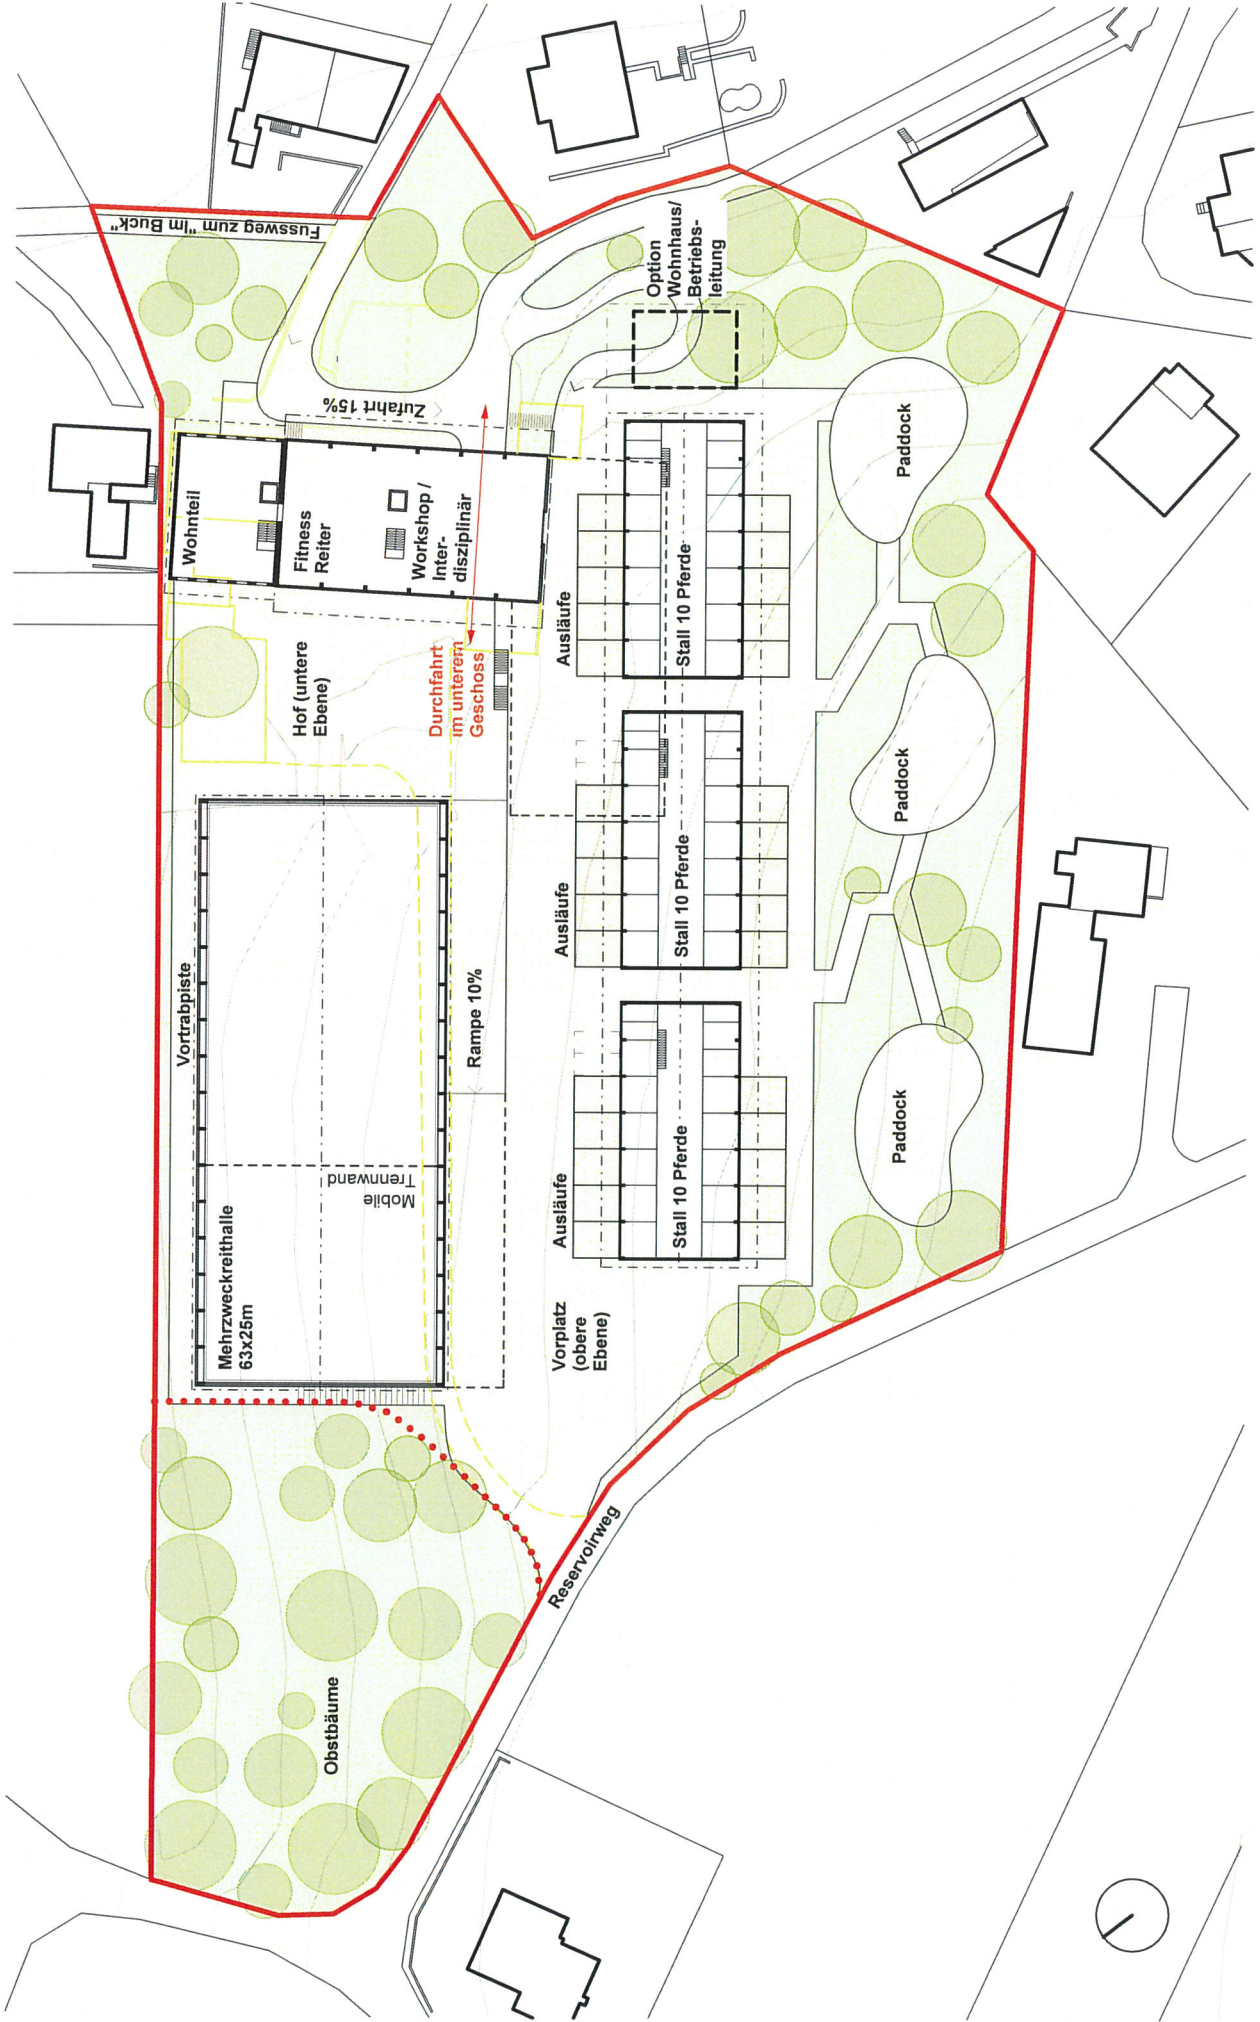 Fussweg zum "Im Buck"
Zufahrt 15%
Wohnteil
Fitness
Reiter
Workshop /
Inter-
disziplinär
Option
Wohnhaus/
Betriebs-
leitung
Hof (untere
Ebene)
Durchfahrt
im unterem
Geschoss
Vortrabpiste
Mehrzweckreithalle
63x25m
Mobile
Trennwand
Rampe 10%
Ausläufe
Stall 10 Pferde
Paddock
Ausläufe
Stall 10 Pferde
Paddock
Ausläufe
Stall 10 Pferde
Paddock
Vorplatz
(obere
Ebene)
Reservoirweg
Obstbäume